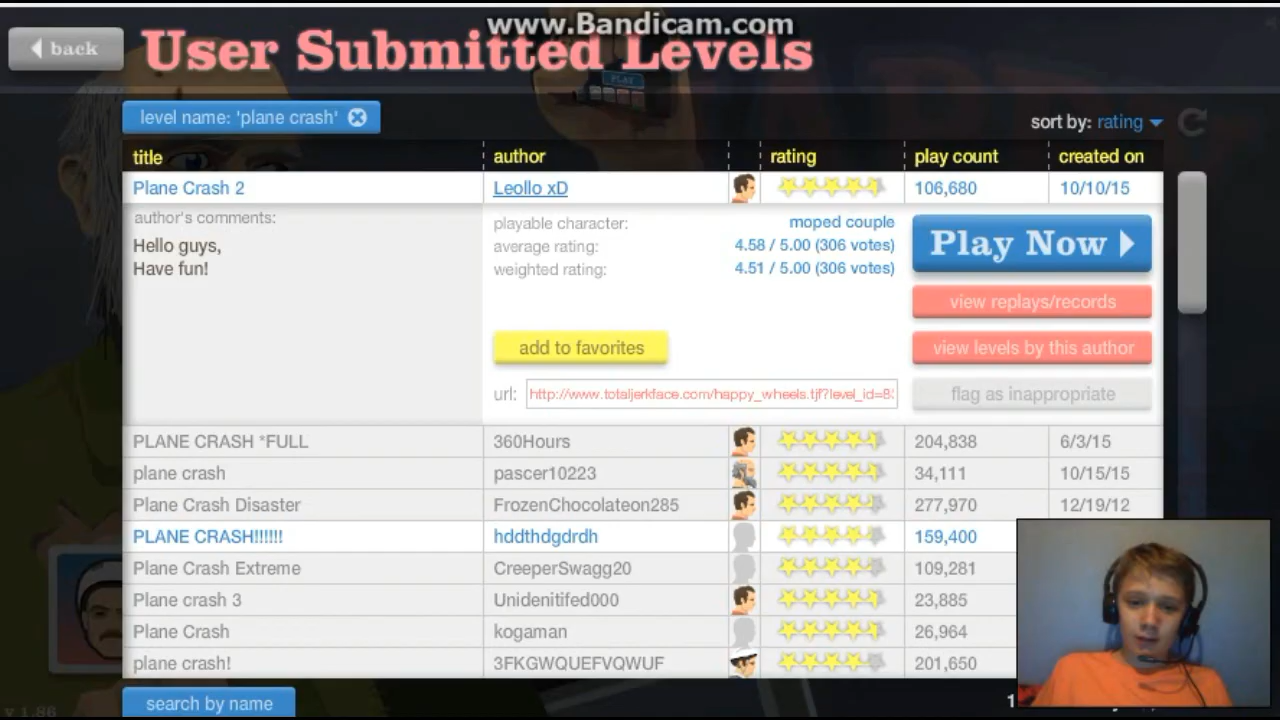 www.Bandicam.com
back
User Submitted Levels
PLAY
level name: 'plane crash'
sort by: rating
title author rating play count created on
Plane Crash 2 Leollo xD 106,680 10/10/15
author's comments:
Hello guys,
Have fun!
playable character: moped couple
average rating: 4.58 / 5.00 (306 votes)
weighted rating: 4.51 / 5.00 (306 votes)
Play Now
view replays/records
add to favorites
view levels by this author
url: http://www.totaljerkface.com/happy_wheels.tjf?level_id=8
flag as inappropriate
PLANE CRASH *FULL 360Hours 204,838 6/3/15
plane crash pascer10223 34,111 10/15/15
Plane Crash Disaster FrozenChocolateon285 277,970 12/19/12
PLANE CRASH!!!!!! hddthdgdrdh 159,400
Plane Crash Extreme CreeperSwagg20 109,281
Plane crash 3 Unidenitifed000 23,885
Plane Crash kogaman 26,964
plane crash! 3FKGWQUEFVQWUF 201,650
search by name
v 1.86